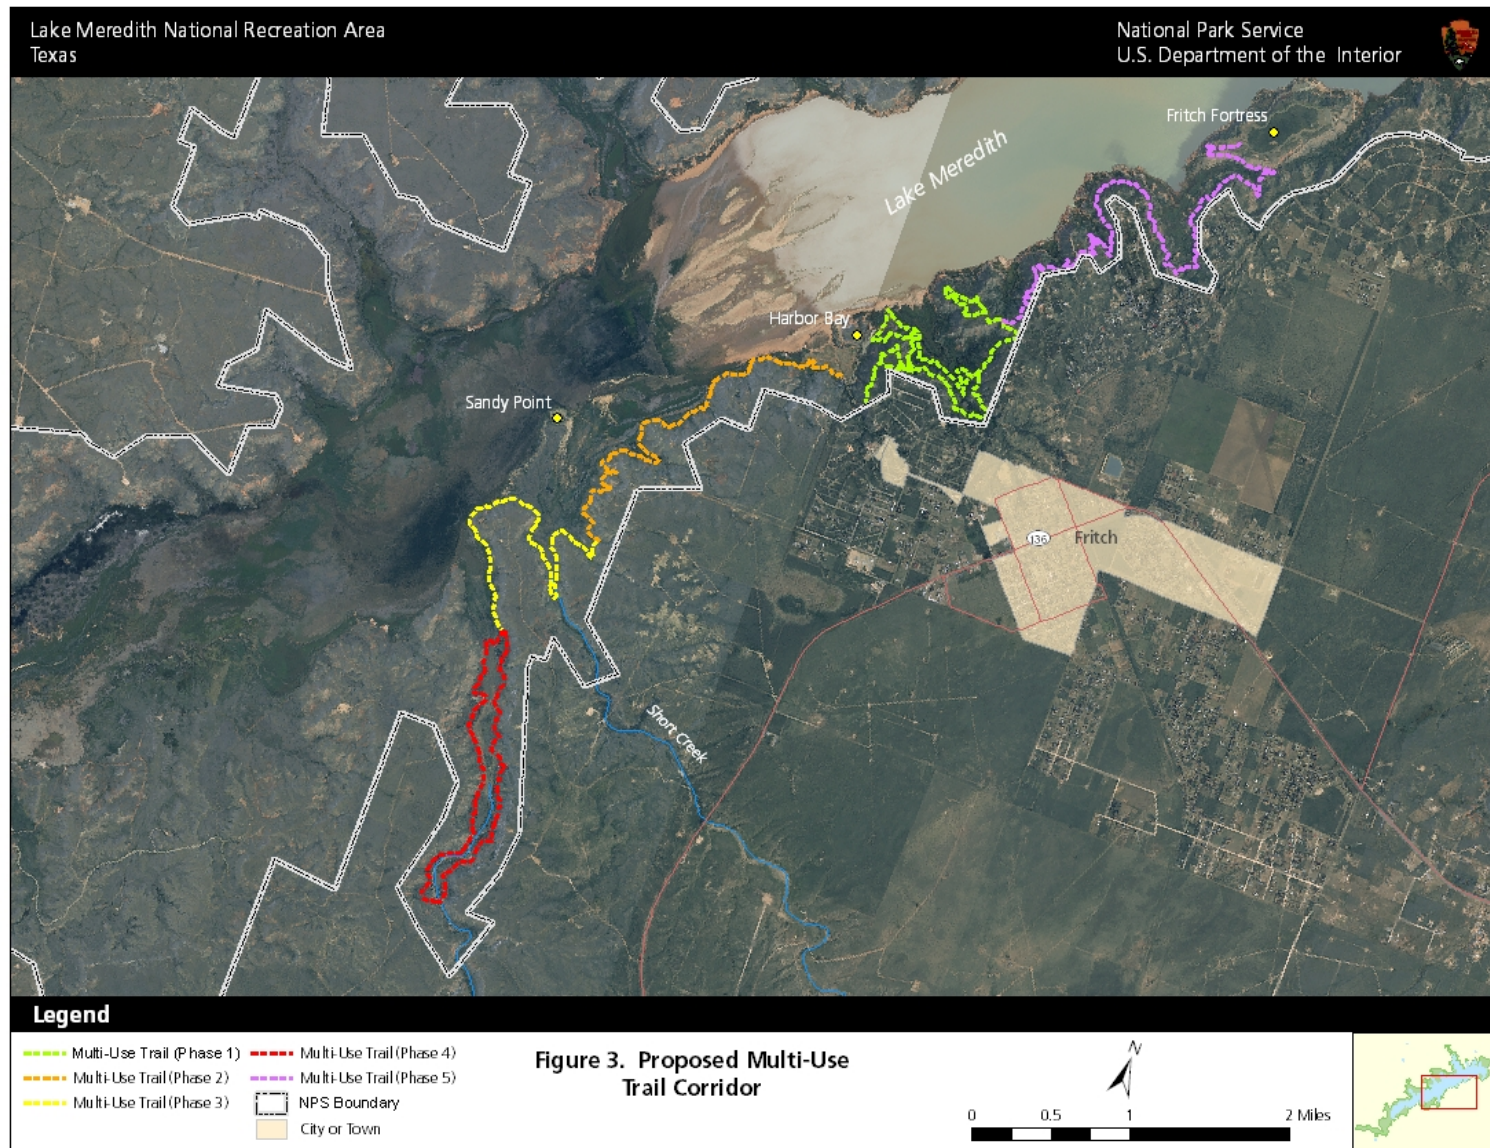 Lake Meredith National Recreation Area
Texas
National Park Service
U.S. Department of the Interior
Fritch Fortress
Lake Meredith
Harbor Bay
Sandy Point
136
Fritch
Short Creek
Legend
Multi-Use Trail (Phase 1)
Multi-Use Trail (Phase 2)
Multi-Use Trail (Phase 3)
Multi-Use Trail (Phase 4)
Multi-Use Trail (Phase 5)
NPS Boundary
City or Town
Figure 3. Proposed Multi-Use
Trail Corridor
N
0 0.5 1 2 Miles